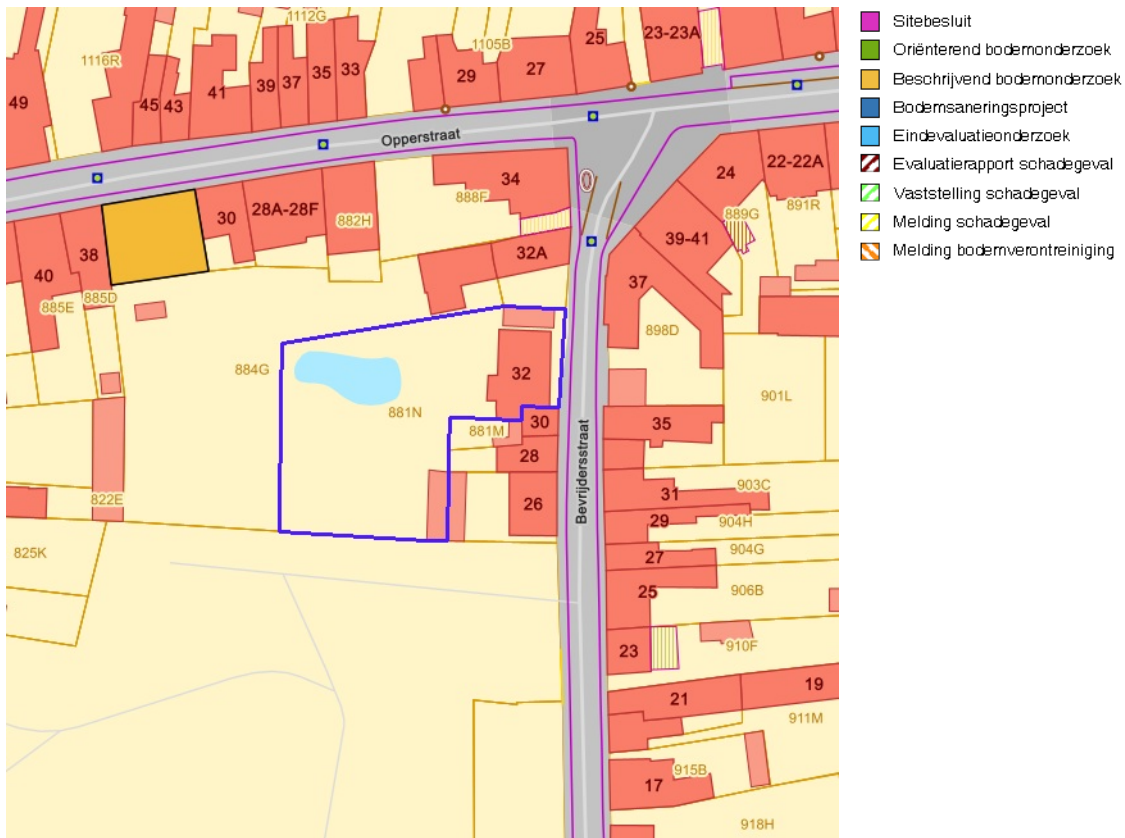 1112G
1116R
1105B
25
23-23A
49
45
43
41
39
37
35
33
29
27
Opperstraat
34
24
22-22A
888F
889G
891R
30
28A-28F
882H
38
40
885D
885E
32A
39-41
37
898D
884G
881N
32
901L
881M
30
28
26
35
Bevrijdersstraat
822E
31
903C
29
904H
825K
27
904G
25
906B
23
910F
21
19
911M
17
915B
918H
Sitebesluit
Oriënterend bodemonderzoek
Beschrijvend bodemonderzoek
Bodemsaneringsproject
Eindevaluatieonderzoek
Evaluatierapport schadegeval
Vaststelling schadegeval
Melding schadegeval
Melding bodemverontreiniging